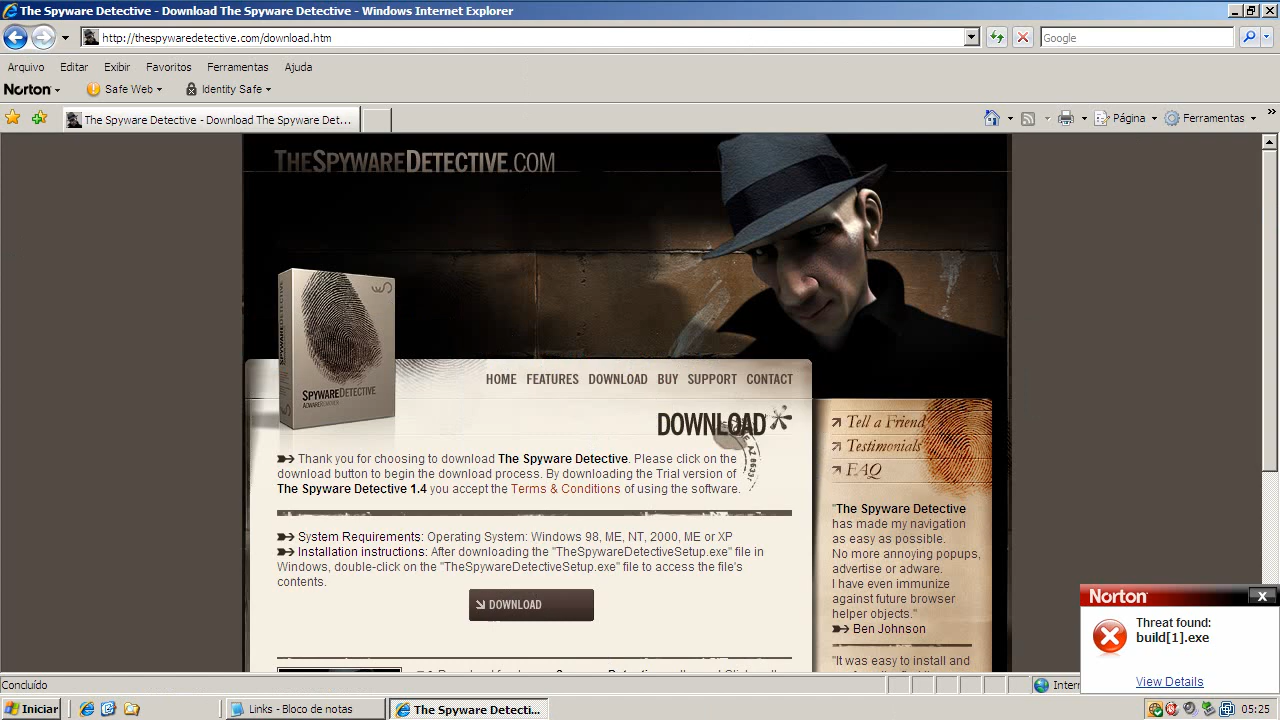 The Spyware Detective - Download The Spyware Detective - Windows Internet Explorer
http://thespywaredetective.com/download.htm
Google
Arquivo Editar Exibir Favoritos Ferramentas Ajuda
Norton Safe Web Identity Safe
The Spyware Detective - Download The Spyware Det...
Página Ferramentas
THESPYWAREDETECTIVE.COM
SPYWAREDETECTIVE
SPYWAREDETECTIVE
ADWAREREMOVER
HOME FEATURES DOWNLOAD BUY SUPPORT CONTACT
DOWNLOAD*
Thank you for choosing to download The Spyware Detective. Please click on the
download button to begin the download process. By downloading the Trial version of
The Spyware Detective 1.4 you accept the Terms & Conditions of using the software.
System Requirements: Operating System: Windows 98, ME, NT, 2000, ME or XP
Installation instructions: After downloading the "TheSpywareDetectiveSetup.exe" file in
Windows, double-click on the "TheSpywareDetectiveSetup.exe" file to access the file's
contents.
DOWNLOAD
Tell a Friend
Testimonials
FAQ
"The Spyware Detective
has made my navigation
as easy as possible.
No more annoying popups,
advertise or adware.
I have even immunize
against future browser
helper objects."
Ben Johnson
"It was easy to install and
Norton
Threat found:
build[1].exe
View Details
Concluído
Intern
Iniciar
Links - Bloco de notas
The Spyware Detecti...
05:25